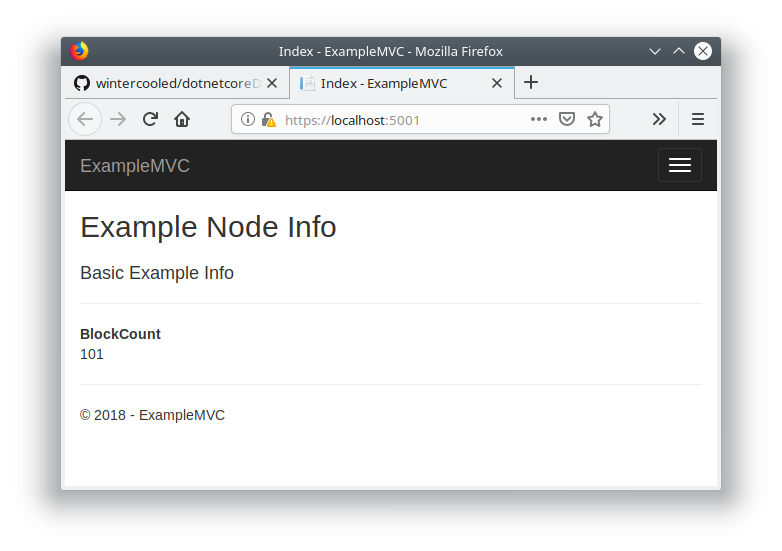 Index - ExampleMVC - Mozilla Firefox
wintercooled/dotnetcoreD
Index - ExampleMVC
https://localhost:5001
ExampleMVC
Example Node Info
Basic Example Info
BlockCount
101
© 2018 - ExampleMVC